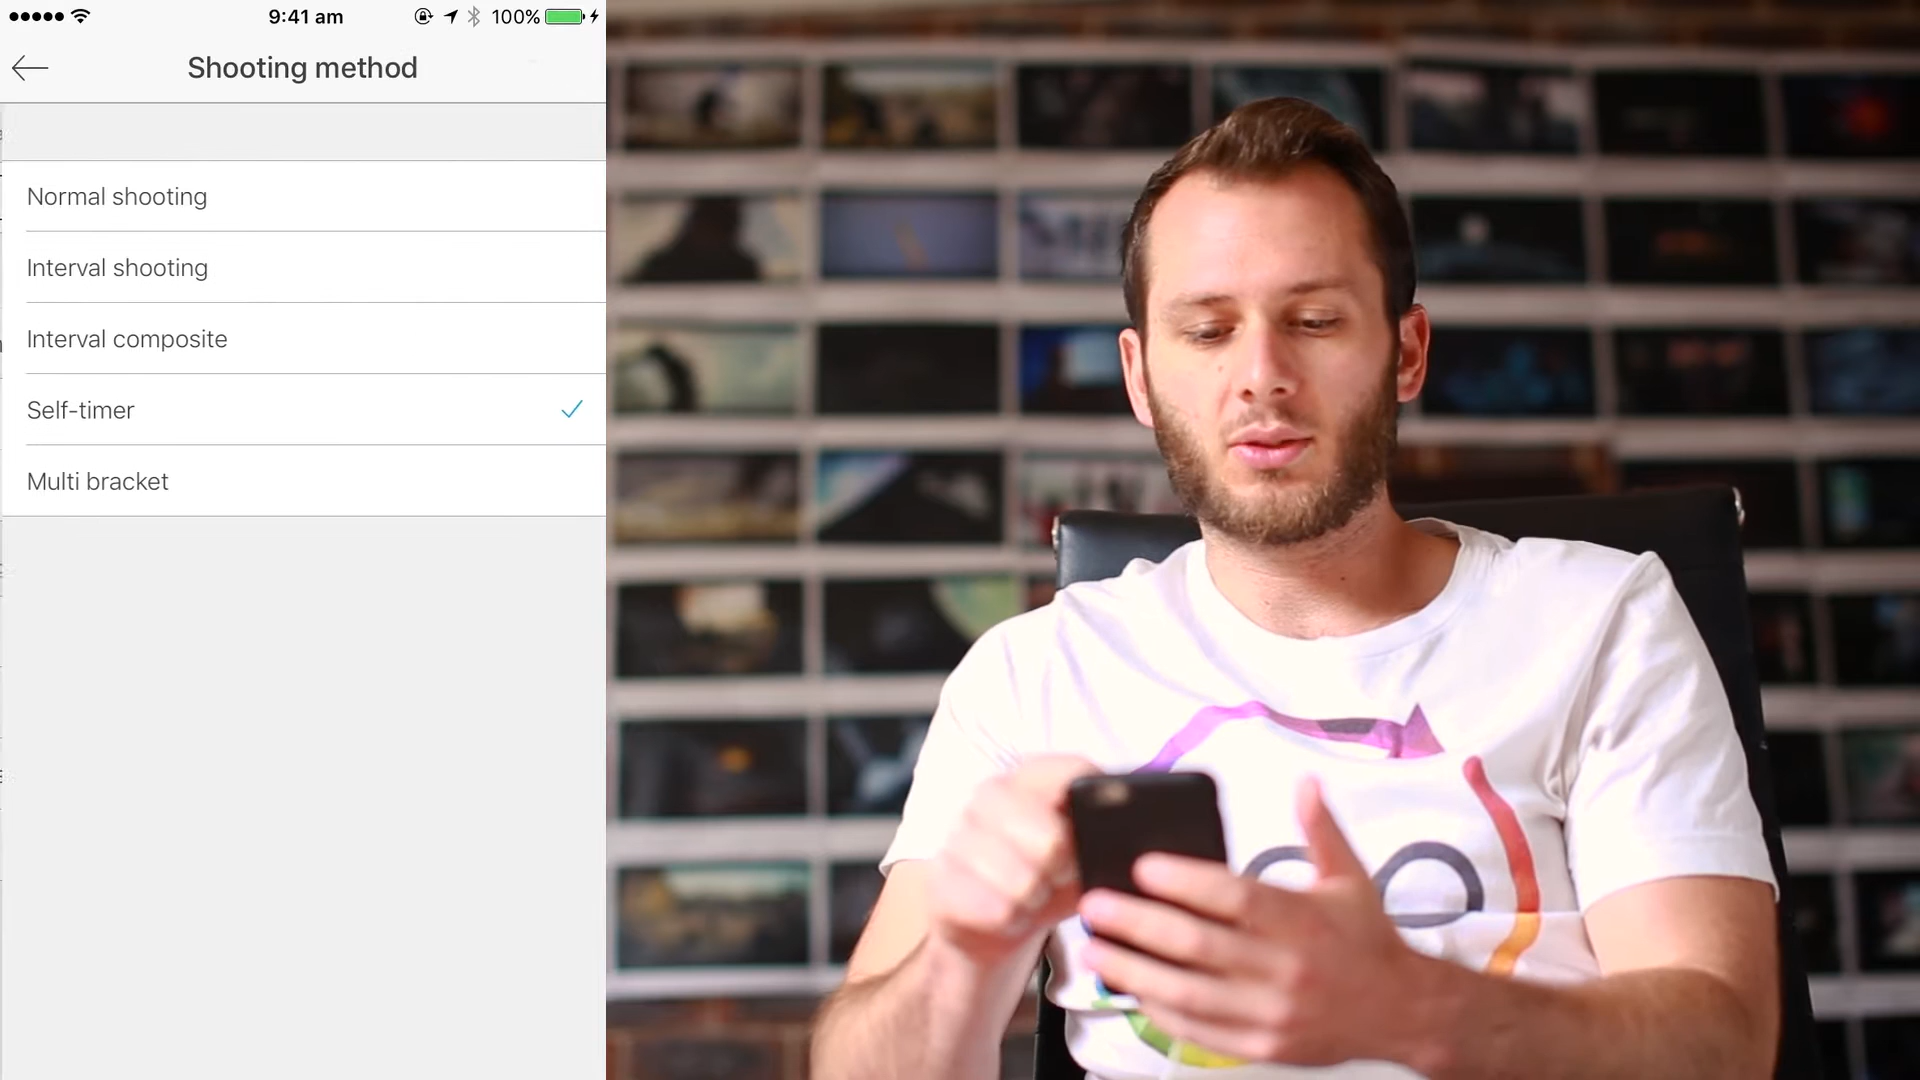 9:41 am
100%
Shooting method
Normal shooting
Interval shooting
Interval composite
Self-timer
Multi bracket